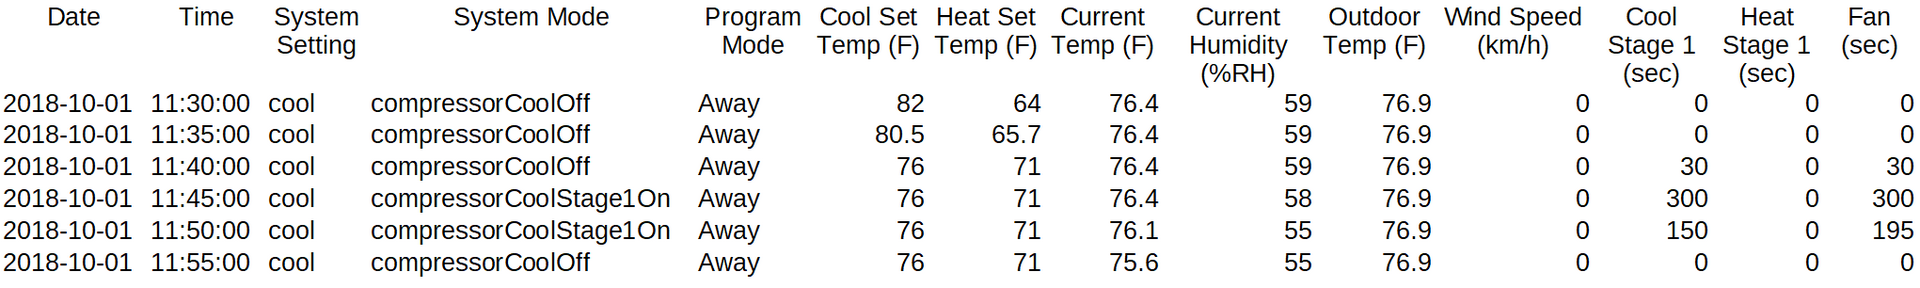 Date Time System System Mode Program Cool Set Heat Set Current Current Outdoor Wind Speed Cool Heat Fan
Setting Mode Temp (F) Temp (F) Temp (F) Humidity Temp (F) (km/h) Stage 1 Stage 1 (sec)
(%RH) (sec) (sec)
2018-10-01 11:30:00 cool compressorCoolOff Away 82 64 76.4 59 76.9 0 0 0 0
2018-10-01 11:35:00 cool compressorCoolOff Away 80.5 65.7 76.4 59 76.9 0 0 0 0
2018-10-01 11:40:00 cool compressorCoolOff Away 76 71 76.4 59 76.9 0 30 0 30
2018-10-01 11:45:00 cool compressorCoolStage1On Away 76 71 76.4 58 76.9 0 300 0 300
2018-10-01 11:50:00 cool compressorCoolStage1On Away 76 71 76.1 55 76.9 0 150 0 195
2018-10-01 11:55:00 cool compressorCoolOff Away 76 71 75.6 55 76.9 0 0 0 0